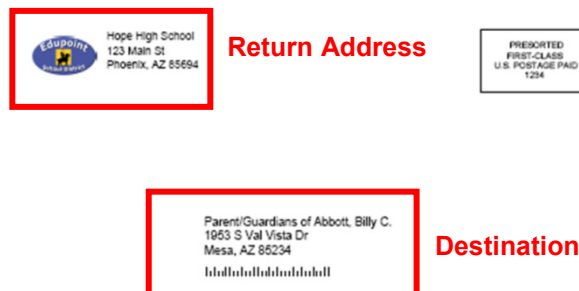 Edupoint
School District
Hope High School
123 Main St
Phoenix, AZ 85694
Return Address
PRESORTED
FIRST-CLASS
U.S. POSTAGE PAID
1234
Parent/Guardians of Abbott, Billy C.
1953 S Val Vista Dr
Mesa, AZ 85234
Destination